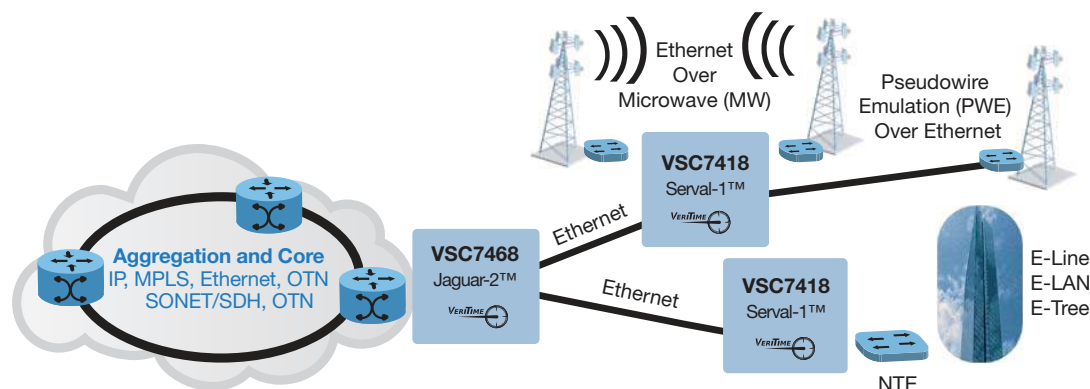 Ethernet
Over
Microwave (MW)
Pseudowire
Emulation (PWE)
Over Ethernet
VSC7418
Serval-1™
VERITIME
Ethernet
Aggregation and Core
IP, MPLS, Ethernet, OTN
SONET/SDH, OTN
VSC7468
Jaguar-2™
VERITIME
Ethernet
VSC7418
Serval-1™
VERITIME
E-Line
E-LAN
E-Tree
NTE